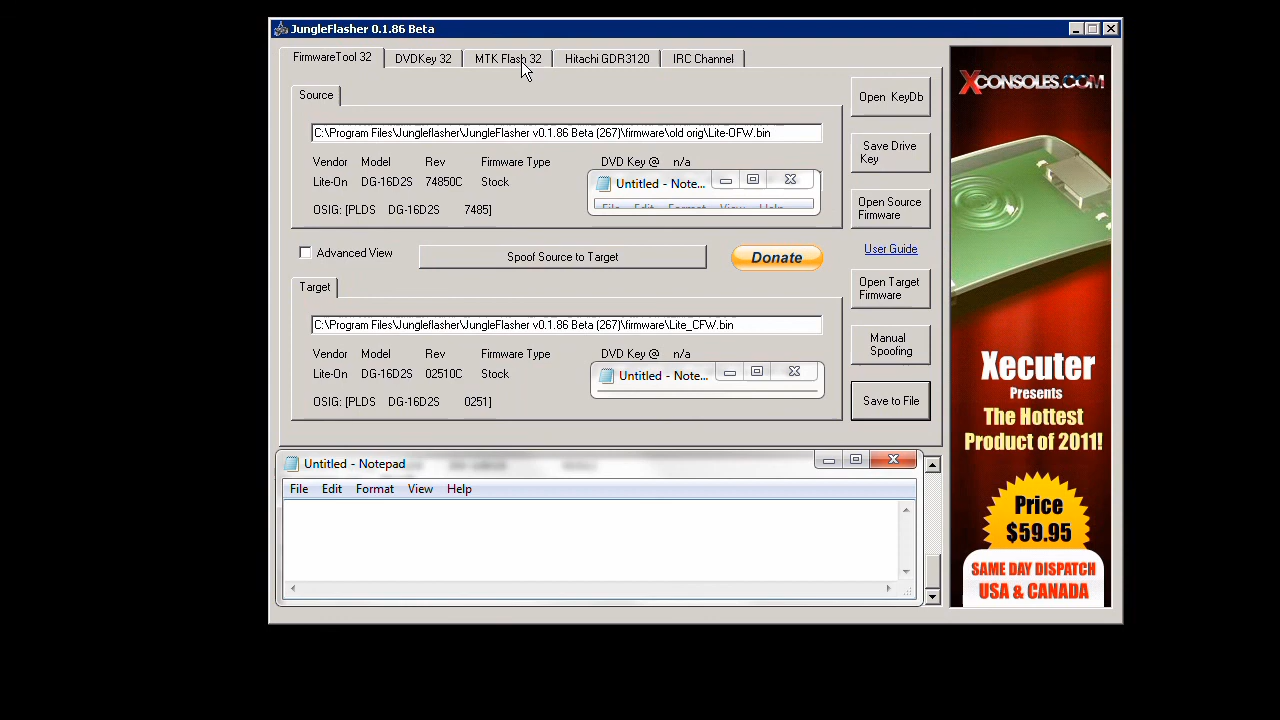 JungleFlasher 0.1.86 Beta
FirmwareTool 32
DVDKey 32
MTK Flash 32
Hitachi GDR3120
IRC Channel
Source
C:\Program Files\Jungleflasher\JungleFlasher v0.1.86 Beta (267)\firmware\old orig\Lite-OFW.bin
Vendor Model Rev Firmware Type DVD Key @ n/a
Lite-On DG-16D2S 74850C Stock
Untitled - Note...
File Edit Format View Help
OSIG: [PLDS DG-16D2S 7485]
Advanced View
Spoof Source to Target
Donate
Target
C:\Program Files\Jungleflasher\JungleFlasher v0.1.86 Beta (267)\firmware\Lite_CFW.bin
Vendor Model Rev Firmware Type DVD Key @ n/a
Lite-On DG-16D2S 02510C Stock
Untitled - Note...
OSIG: [PLDS DG-16D2S 0251]
Open KeyDb
Save Drive
Key
Open Source
Firmware
User Guide
Open Target
Firmware
Manual
Spoofing
Save to File
Untitled - Notepad
File Edit Format View Help
XCONSOLES.COM
Xecuter
Presents
The Hottest
Product of 2011!
Price
$59.95
SAME DAY DISPATCH
USA & CANADA